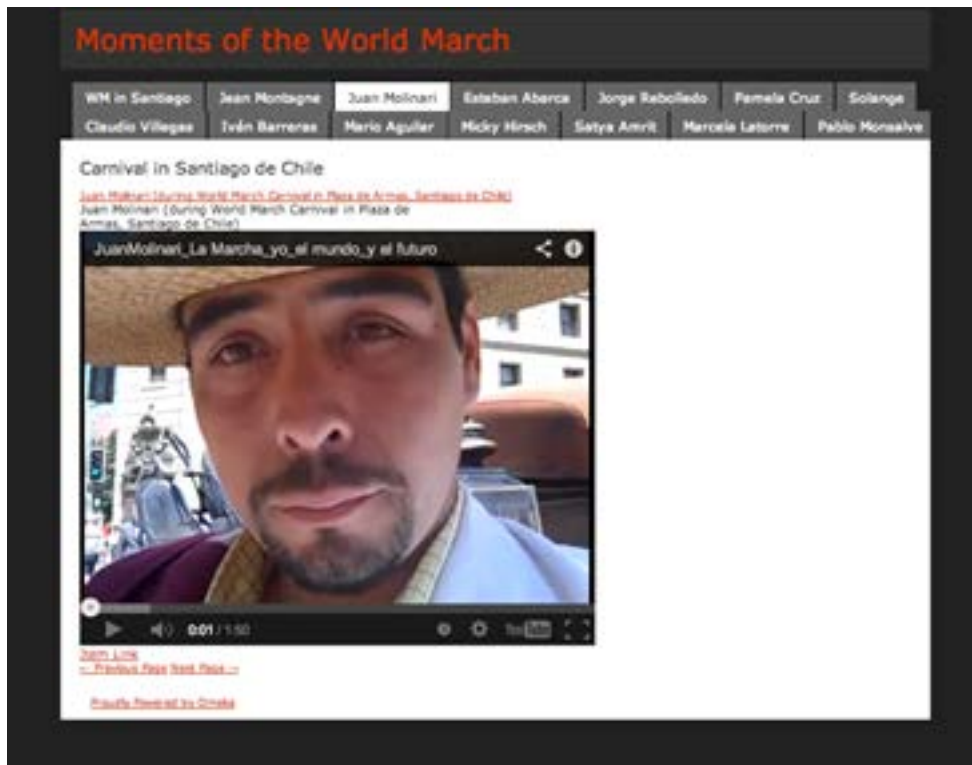 Moments of the World March
WM in Santiago Jean Montagne Juan Molinari Esteban Abarca Jorge Rebolledo Pamela Cruz Solange
Claudio Villegas Iván Barreras Mario Aguilar Micky Hirsch Satya Amrit Marcela Latorre Pablo Monsalve
Carnival in Santiago de Chile
Juan Molinari (during World March Carnival in Plaza de Armas, Santiago de Chile)
Juan Molinari (during World March Carnival in Plaza de
Armas, Santiago de Chile)
JuanMolinari_La Marcha_yo_el mundo_y el futuro
0:01 / 1:50
YouTube
Item Link
← Previous Page Next Page →
Proudly Powered by Omeka